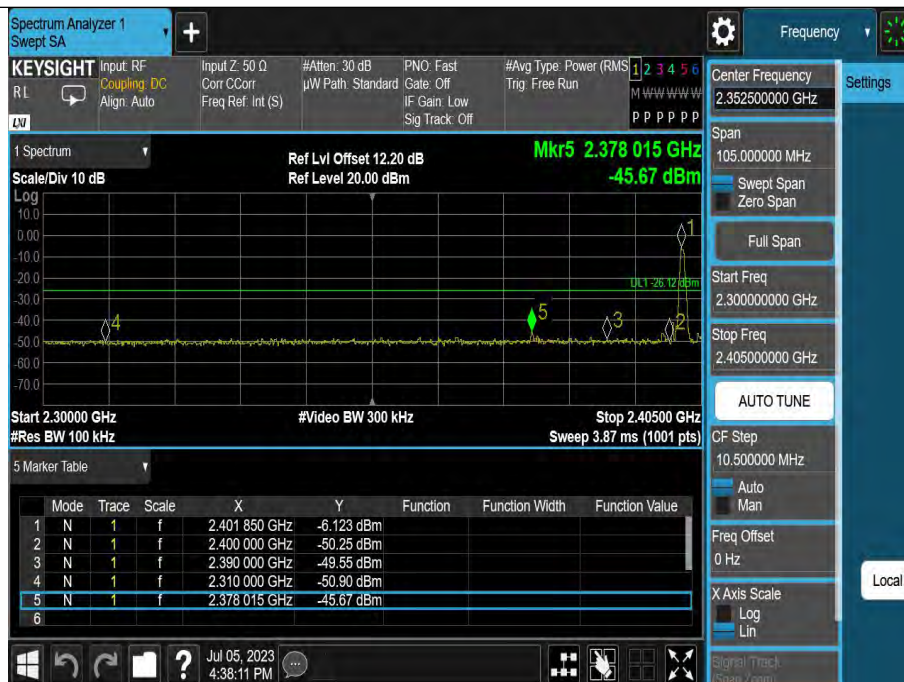 Spectrum Analyzer 1
Swept SA
+
Frequency
KEYSIGHT
RL
LXI
Input: RF
Coupling: DC
Align: Auto
Input Z: 50 Ω
Corr CCorr
Freq Ref: Int (S)
#Atten: 30 dB
µW Path: Standard
PNO: Fast
Gate: Off
IF Gain: Low
Sig Track: Off
#Avg Type: Power (RMS
Trig: Free Run
1 2 3 4 5 6
M W W W W W
P P P P P P
1 Spectrum
Scale/Div 10 dB
Ref Lvl Offset 12.20 dB
Ref Level 20.00 dBm
Mkr5 2.378 015 GHz
-45.67 dBm
Log
10.0
0.00
-10.0
-20.0
-30.0
-40.0
-50.0
-60.0
-70.0
DL1 -26.12 dBm
1
2
3
4
5
Start 2.30000 GHz
#Video BW 300 kHz
Stop 2.40500 GHz
#Res BW 100 kHz
Sweep 3.87 ms (1001 pts)
5 Marker Table
Mode Trace Scale X Y Function Function Width Function Value
1 N 1 f 2.401 850 GHz -6.123 dBm
2 N 1 f 2.400 000 GHz -50.25 dBm
3 N 1 f 2.390 000 GHz -49.55 dBm
4 N 1 f 2.310 000 GHz -50.90 dBm
5 N 1 f 2.378 015 GHz -45.67 dBm
6
?
Jul 05, 2023
4:38:11 PM
Center Frequency
2.352500000 GHz
Settings
Span
105.000000 MHz
Swept Span
Zero Span
Full Span
Start Freq
2.300000000 GHz
Stop Freq
2.405000000 GHz
AUTO TUNE
CF Step
10.500000 MHz
Auto
Man
Freq Offset
0 Hz
Local
X Axis Scale
Log
Lin
Signal Track
(Span Zoom)